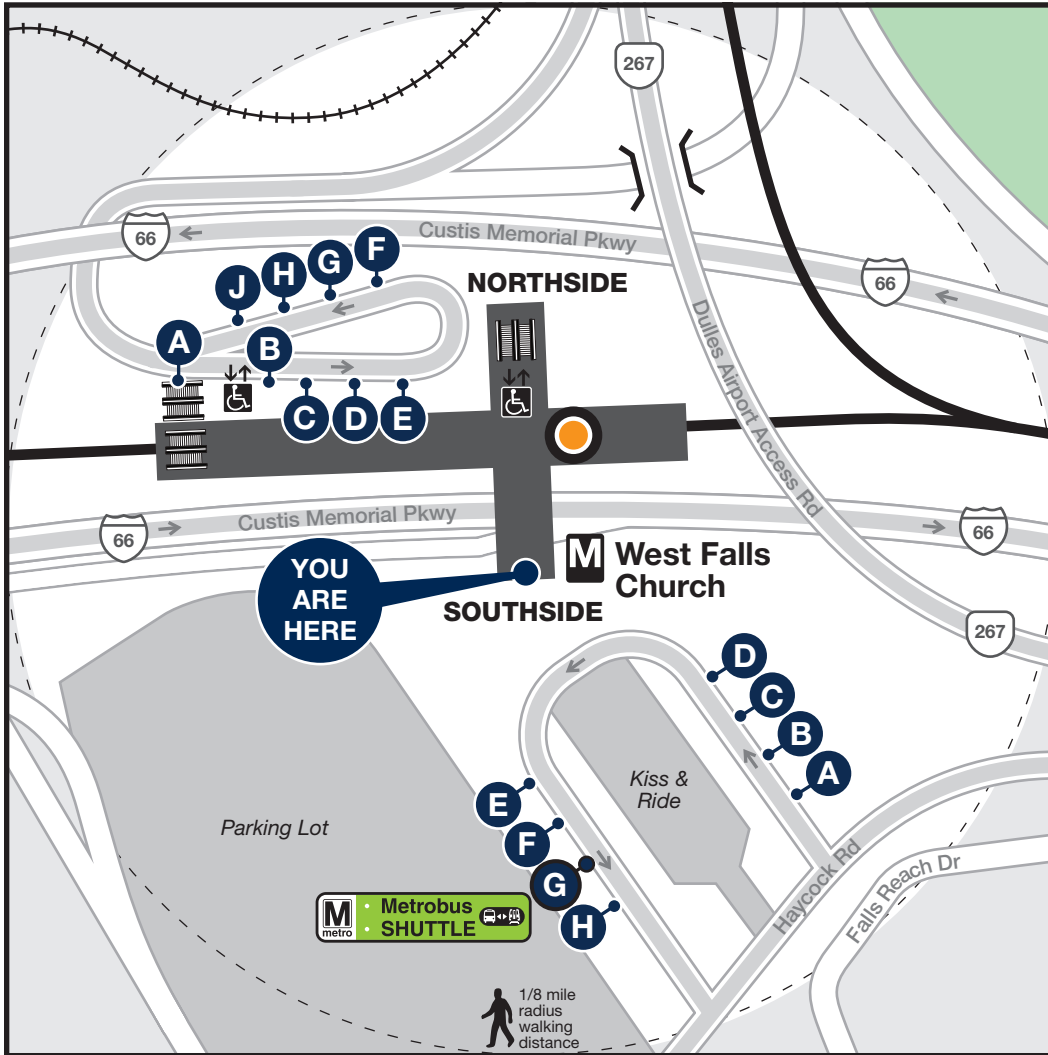 267
66
Custis Memorial Pkwy
66
F
G
H
J
NORTHSIDE
A
B
C
D
E
Dulles Airport Access Rd
66
Custis Memorial Pkwy
66
M
West Falls
Church
YOU
ARE
HERE
SOUTHSIDE
267
D
C
B
A
Kiss &
Ride
Parking Lot
E
F
G
H
M
metro
· Metrobus
· SHUTTLE
Haycock Rd
Falls Reach Dr
1/8 mile
radius
walking
distance